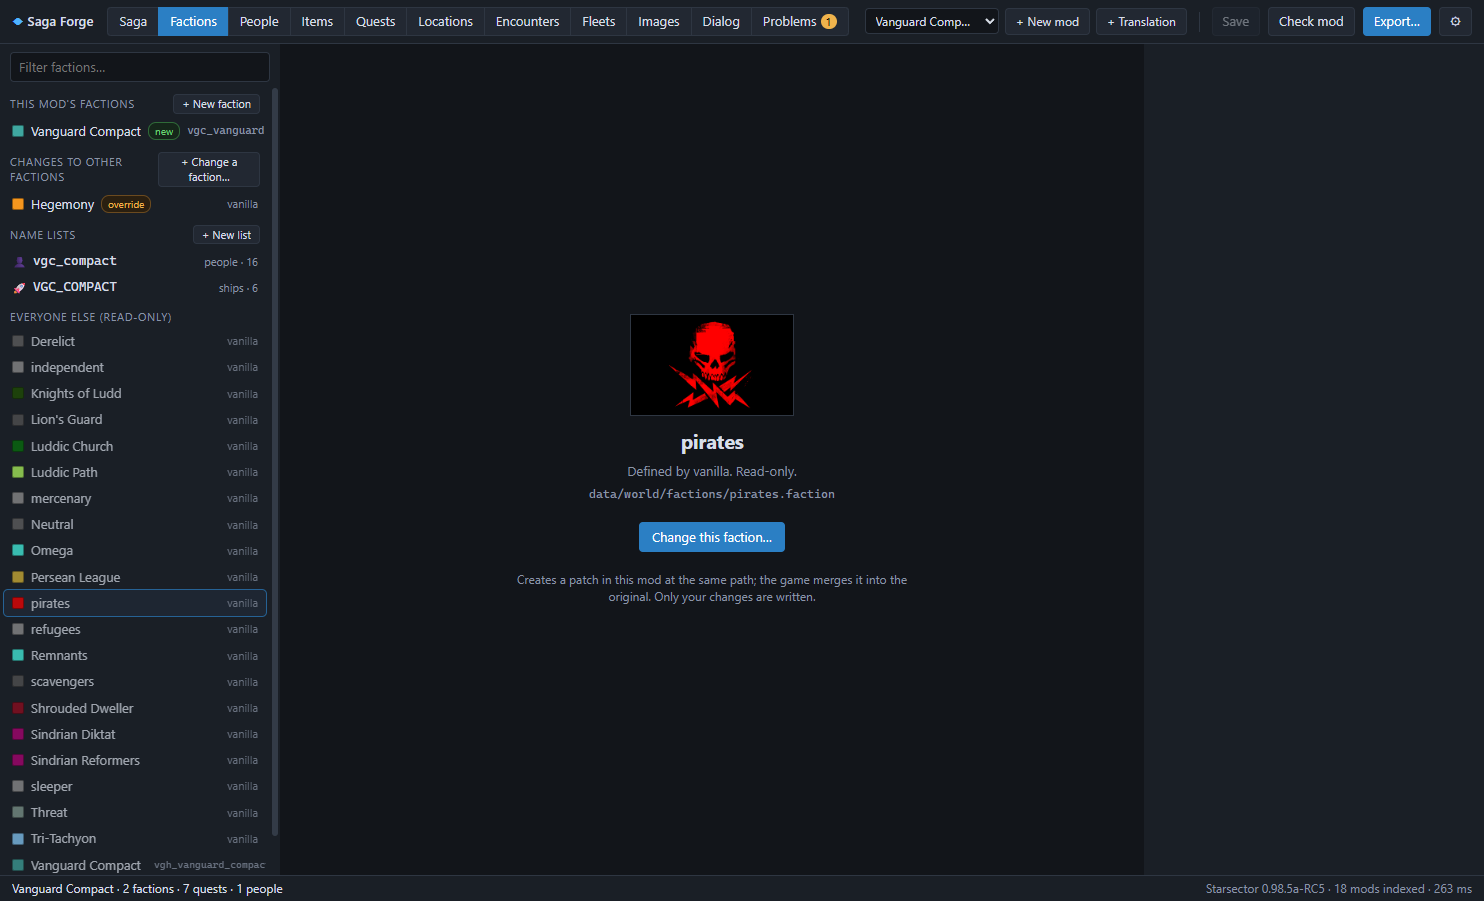 Saga Forge
Saga
Factions
People
Items
Quests
Locations
Encounters
Fleets
Images
Dialog
Problems 1
Vanguard Comp...
+ New mod
+ Translation
Save
Check mod
Export...
Filter factions...
THIS MOD'S FACTIONS
+ New faction
Vanguard Compact new vgc_vanguard
CHANGES TO OTHER
FACTIONS
+ Change a
faction...
Hegemony override vanilla
NAME LISTS
+ New list
vgc_compact people · 16
VGC_COMPACT ships · 6
EVERYONE ELSE (READ-ONLY)
Derelict vanilla
independent vanilla
Knights of Ludd vanilla
Lion's Guard vanilla
Luddic Church vanilla
Luddic Path vanilla
mercenary vanilla
Neutral vanilla
Omega vanilla
Persean League vanilla
pirates vanilla
refugees vanilla
Remnants vanilla
scavengers vanilla
Shrouded Dweller vanilla
Sindrian Diktat vanilla
Sindrian Reformers vanilla
sleeper vanilla
Threat vanilla
Tri-Tachyon vanilla
Vanguard Compact vgh_vanguard_compac
pirates
Defined by vanilla. Read-only.
data/world/factions/pirates.faction
Change this faction...
Creates a patch in this mod at the same path; the game merges it into the
original. Only your changes are written.
Vanguard Compact · 2 factions · 7 quests · 1 people
Starsector 0.98.5a-RC5 · 18 mods indexed · 263 ms